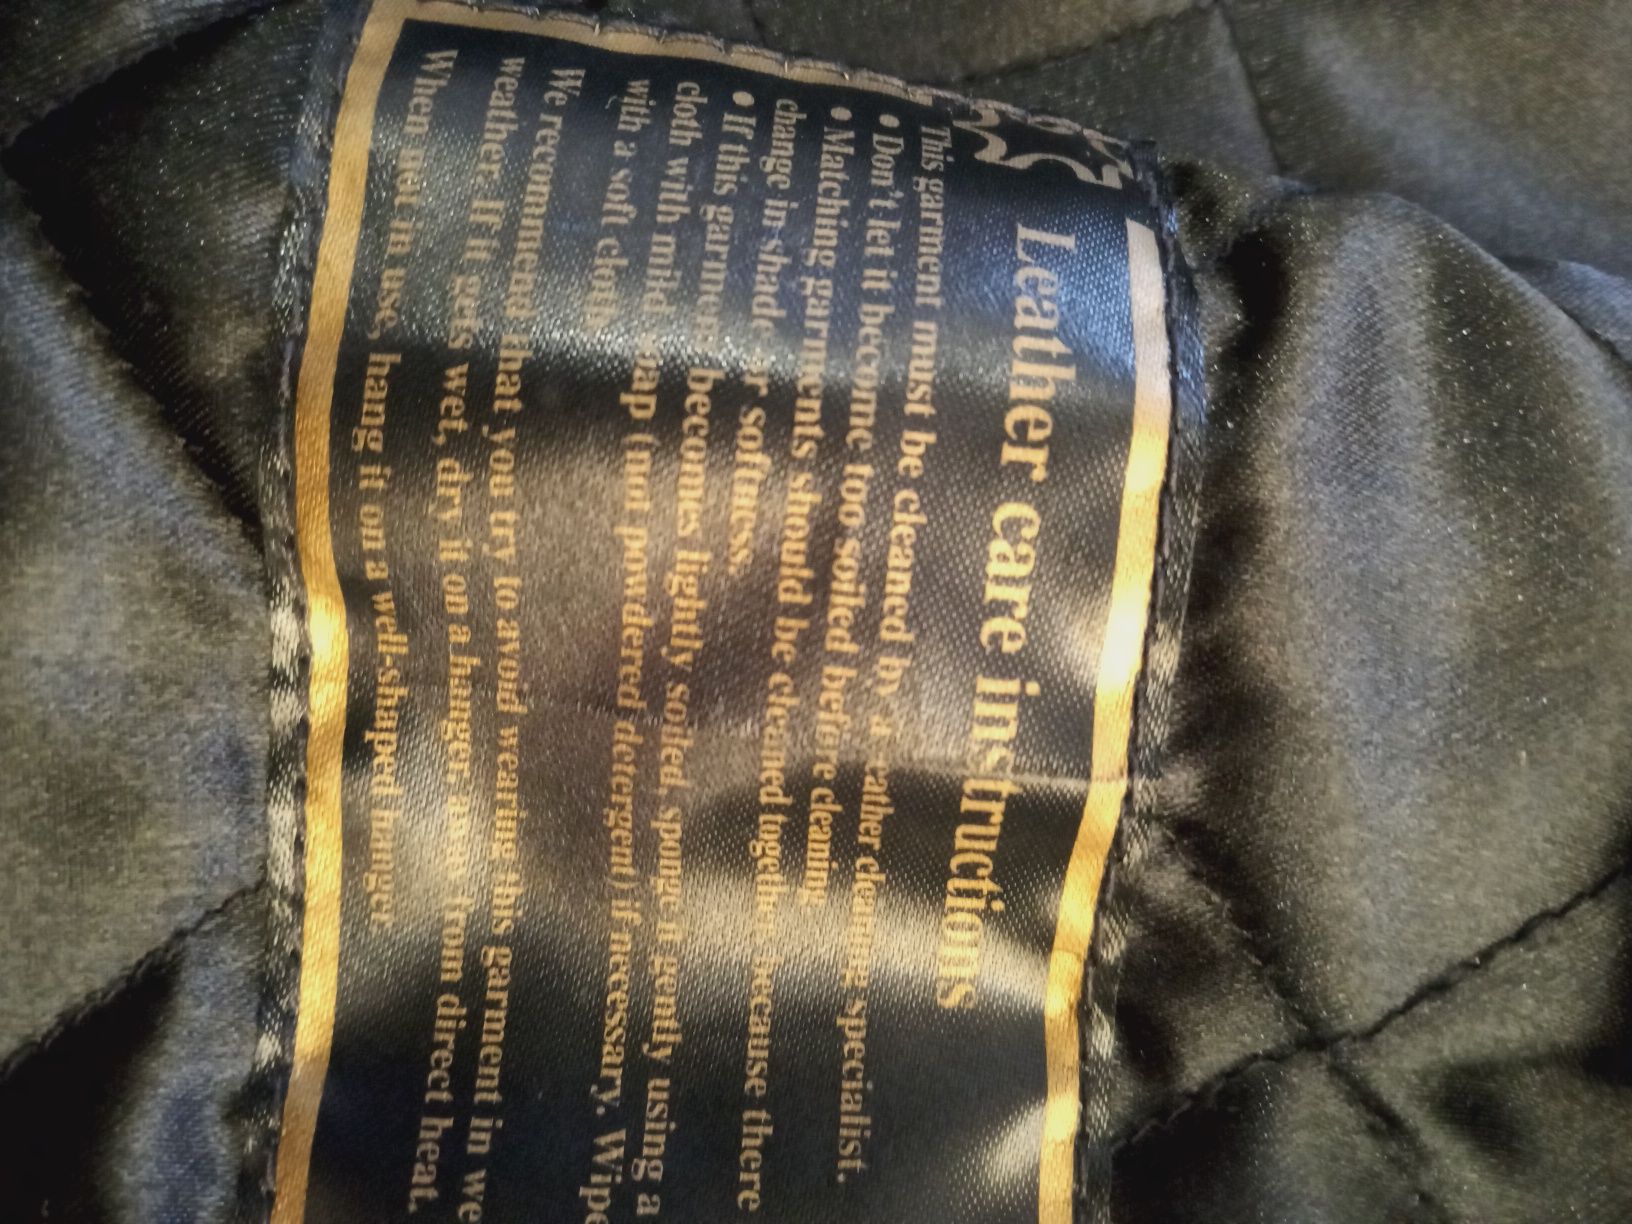 Leather care instructions
This garment must be cleaned by a leather cleaning specialist.
• Don't let it become too soiled before cleaning.
• Matching garments should be cleaned together because there
change in shade or softness.
• If this garment becomes lightly soiled, sponge it gently using a
cloth with mild soap (not powdered detergent) if necessary. Wipe
with a soft cloth
We recommend that you try to avoid wearing this garment in we
weather. If it gets wet, dry it on a hanger, away from direct heat.
When not in use, hang it on a well-shaped hanger.